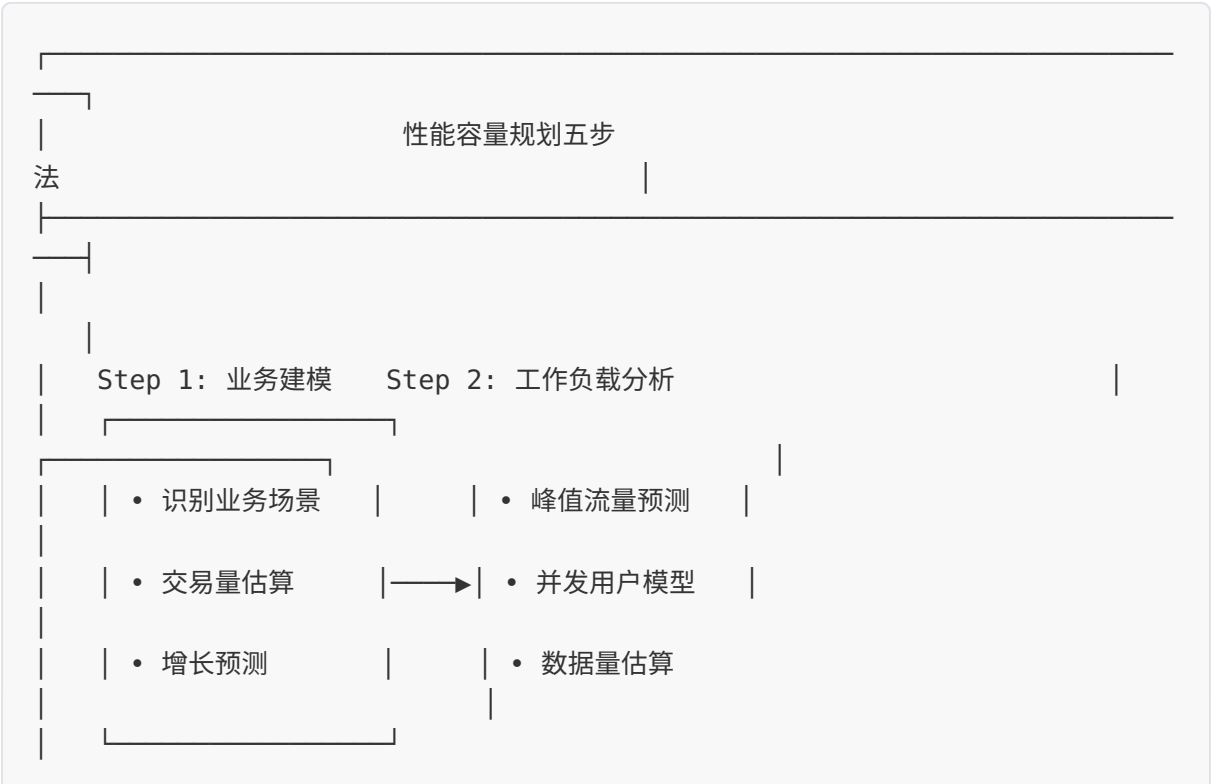 性能容量规划五步
法
Step 1: 业务建模 Step 2: 工作负载分析
• 识别业务场景 • 峰值流量预测
• 交易量估算 • 并发用户模型
• 增长预测 • 数据量估算